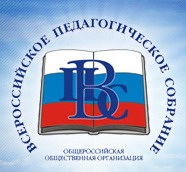 ВСЕРОССИЙСКОЕ ПЕДАГОГИЧЕСКОЕ СОБРАНИЕ
ВПС
ОБЩЕРОССИЙСКАЯ
ОБЩЕСТВЕННАЯ ОРГАНИЗАЦИЯ